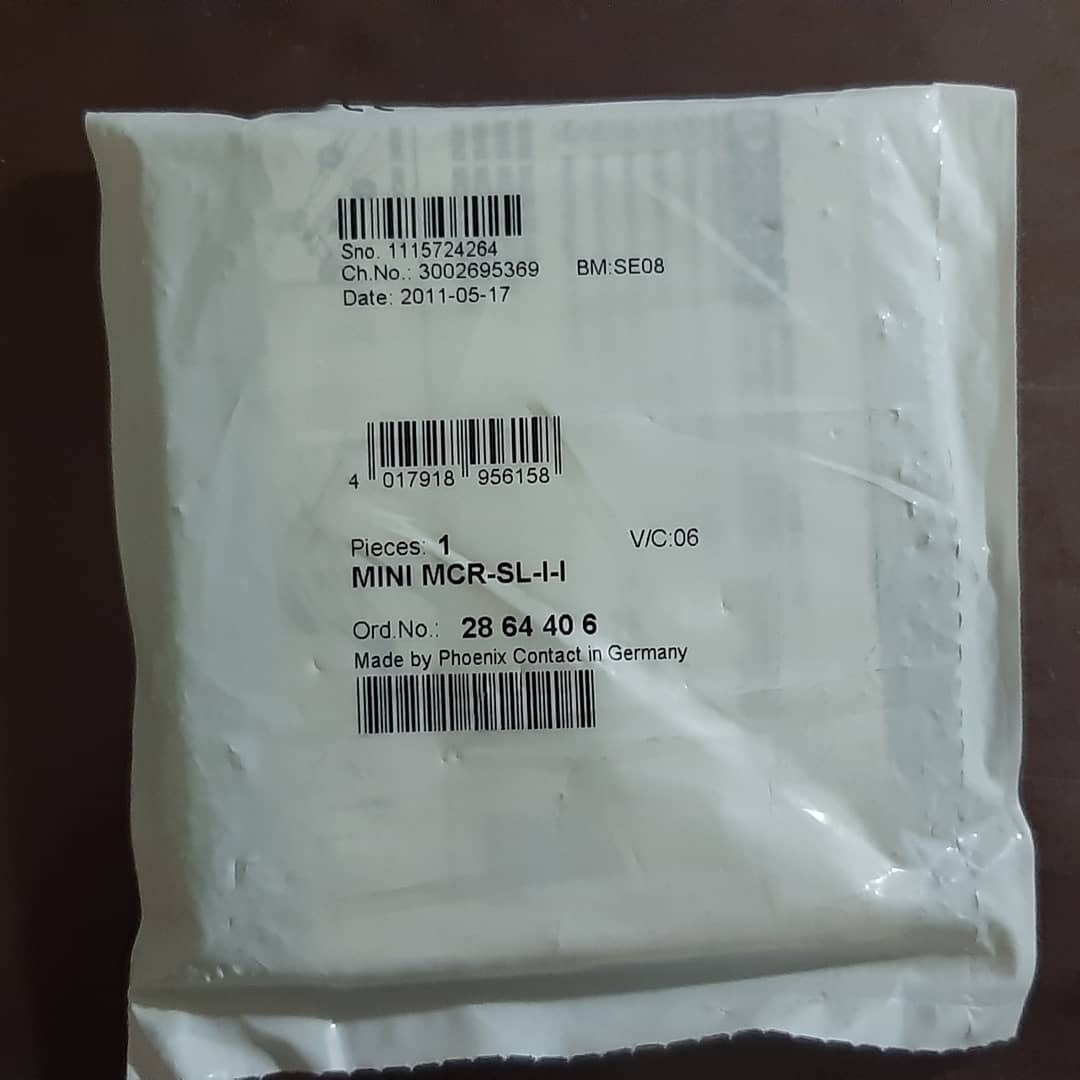 Sno. 1115724264
Ch.No.: 3002695369 BM:SE08
Date: 2011-05-17
4 017918 956158
Pieces: 1 V/C:06
MINI MCR-SL-I-I
Ord.No.: 28 64 40 6
Made by Phoenix Contact in Germany